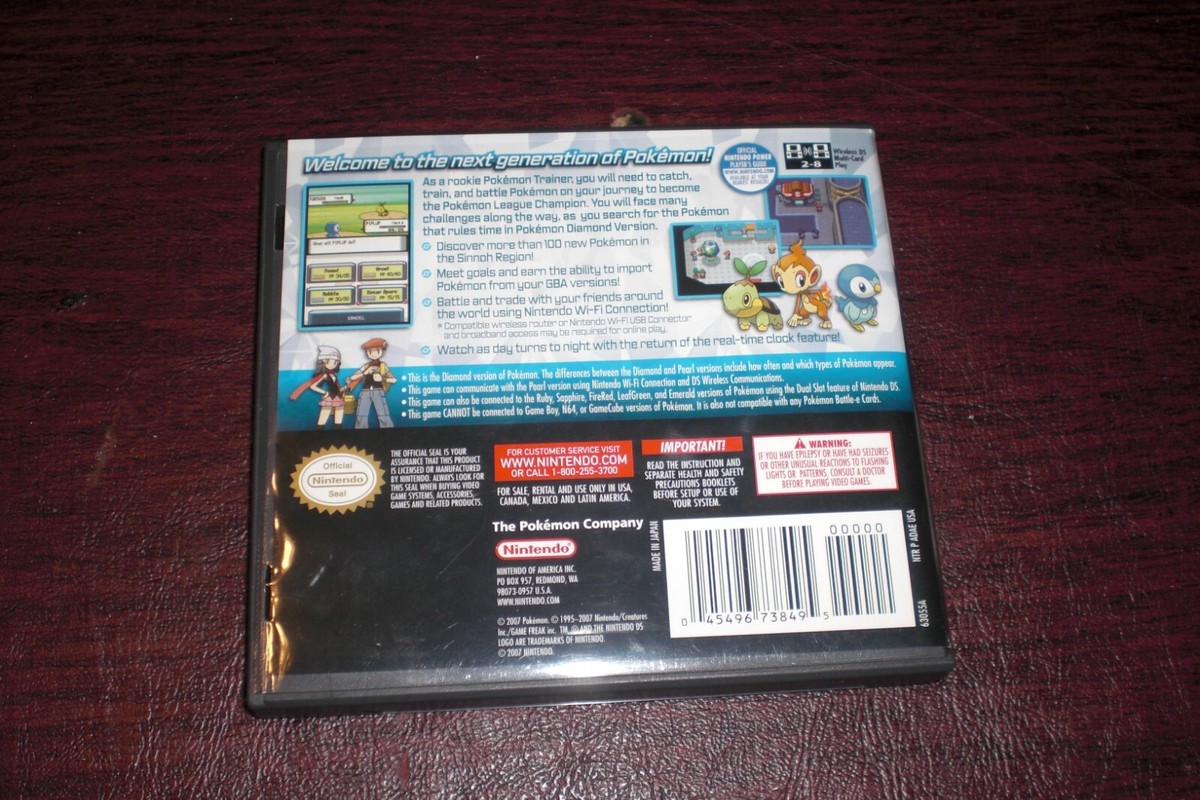 Welcome to the next generation of Pokémon!
OFFICIAL
NINTENDO POWER
PLAYER'S GUIDE
WWW.NINTENDO.COM
AVAILABLE AT YOUR
NEAREST RETAILER!
2-8
Wireless DS
Multi-Card
Play
As a rookie Pokémon Trainer, you will need to catch,
train, and battle Pokémon on your journey to become
the Pokémon League Champion. You will face many
challenges along the way, as you search for the Pokémon
that rules time in Pokémon Diamond Version.
Discover more than 100 new Pokémon in
the Sinnoh Region!
Meet goals and earn the ability to import
Pokémon from your GBA versions!
Battle and trade with your friends around
the world using Nintendo Wi-Fi Connection!
* Compatible wireless router or Nintendo Wi-Fi USB Connector
and broadband access may be required for online play.
Watch as day turns to night with the return of the real-time clock feature!
• This is the Diamond version of Pokémon. The differences between the Diamond and Pearl versions include how often and which types of Pokémon appear.
• This game can communicate with the Pearl version using Nintendo Wi-Fi Connection and DS Wireless Communications.
• This game can also be connected to the Ruby, Sapphire, FireRed, LeafGreen, and Emerald versions of Pokémon using the Dual Slot feature of Nintendo DS.
• This game CANNOT be connected to Game Boy, N64, or GameCube versions of Pokémon. It is also not compatible with any Pokémon Battle-e Cards.
Official
Nintendo
Seal
THE OFFICIAL SEAL IS YOUR
ASSURANCE THAT THIS PRODUCT
IS LICENSED OR MANUFACTURED
BY NINTENDO. ALWAYS LOOK FOR
THIS SEAL WHEN BUYING VIDEO
GAME SYSTEMS, ACCESSORIES,
GAMES AND RELATED PRODUCTS.
FOR CUSTOMER SERVICE VISIT
WWW.NINTENDO.COM
OR CALL 1-800-255-3700
FOR SALE, RENTAL AND USE ONLY IN USA,
CANADA, MEXICO AND LATIN AMERICA.
IMPORTANT!
READ THE INSTRUCTION AND
SEPARATE HEALTH AND SAFETY
PRECAUTIONS BOOKLETS
BEFORE SETUP OR USE OF
YOUR SYSTEM.
WARNING:
IF YOU HAVE EPILEPSY OR HAVE HAD SEIZURES
OR OTHER UNUSUAL REACTIONS TO FLASHING
LIGHTS OR PATTERNS, CONSULT A DOCTOR
BEFORE PLAYING VIDEO GAMES.
The Pokémon Company
Nintendo
NINTENDO OF AMERICA INC.
PO BOX 957, REDMOND, WA
98073-0957 U.S.A.
WWW.NINTENDO.COM
© 2007 Pokémon. © 1995–2007 Nintendo/Creatures
Inc./GAME FREAK inc. TM, ® AND THE NINTENDO DS
LOGO ARE TRADEMARKS OF NINTENDO.
© 2007 NINTENDO.
MADE IN JAPAN
00000
0 45496 73849 5
NTR P ADAE USA
63055A